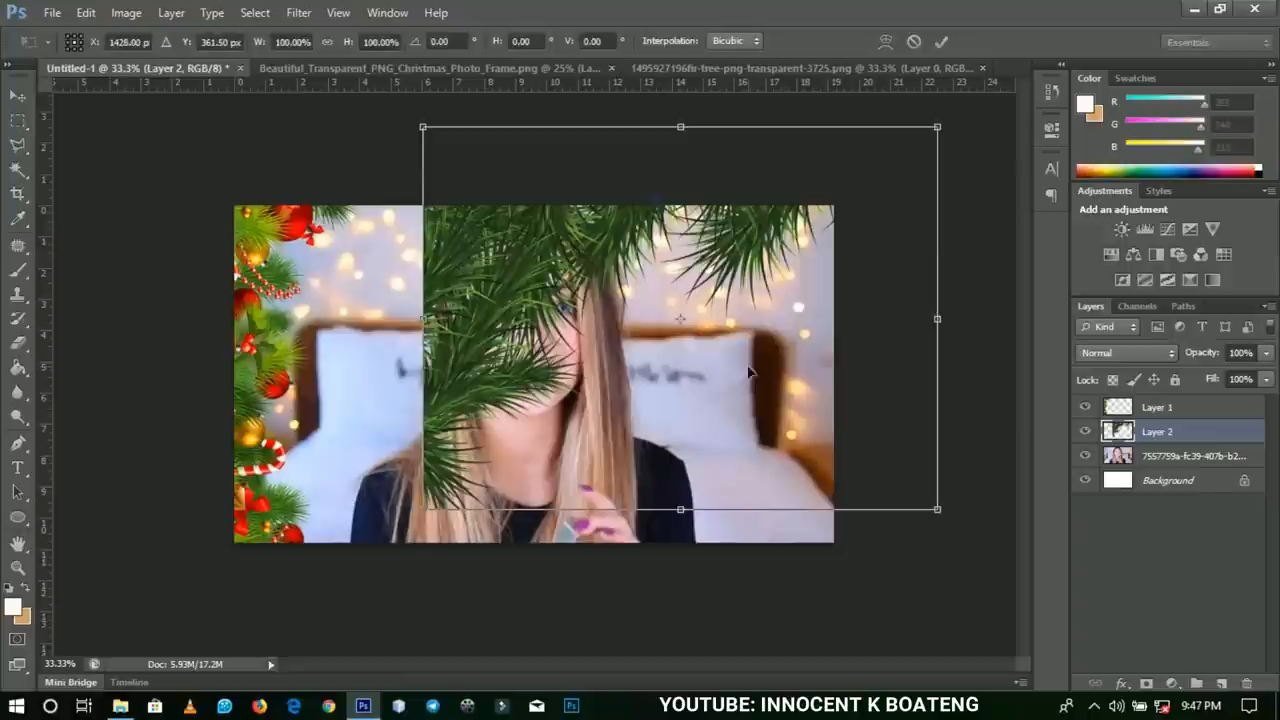 Ps File Edit Image Layer Type Select Filter View Window Help
X: 1428.00 p Y: 361.50 px W: 100.00% H: 100.00% 0.00 ° H: 0.00 ° V: 0.00 ° Interpolation: Bicubic Essentials
Untitled-1 @ 33.3% (Layer 2, RGB/8) * × Beautiful_Transparent_PNG_Christmas_Photo_Frame.png @ 25% (La... × 1495927196fir-tree-png-transparent-3725.png @ 33.3% (Layer 0, RGB... ×
Color Swatches
R
G
B
Adjustments Styles
Add an adjustment
Layers Channels Paths
Kind
Normal Opacity: 100%
Lock: Fill: 100%
Layer 1
Layer 2
7557759a-fc39-407b-b2...
Background
33.33% Doc: 5.93M/17.2M
Mini Bridge Timeline
YOUTUBE: INNOCENT K BOATENG
9:47 PM